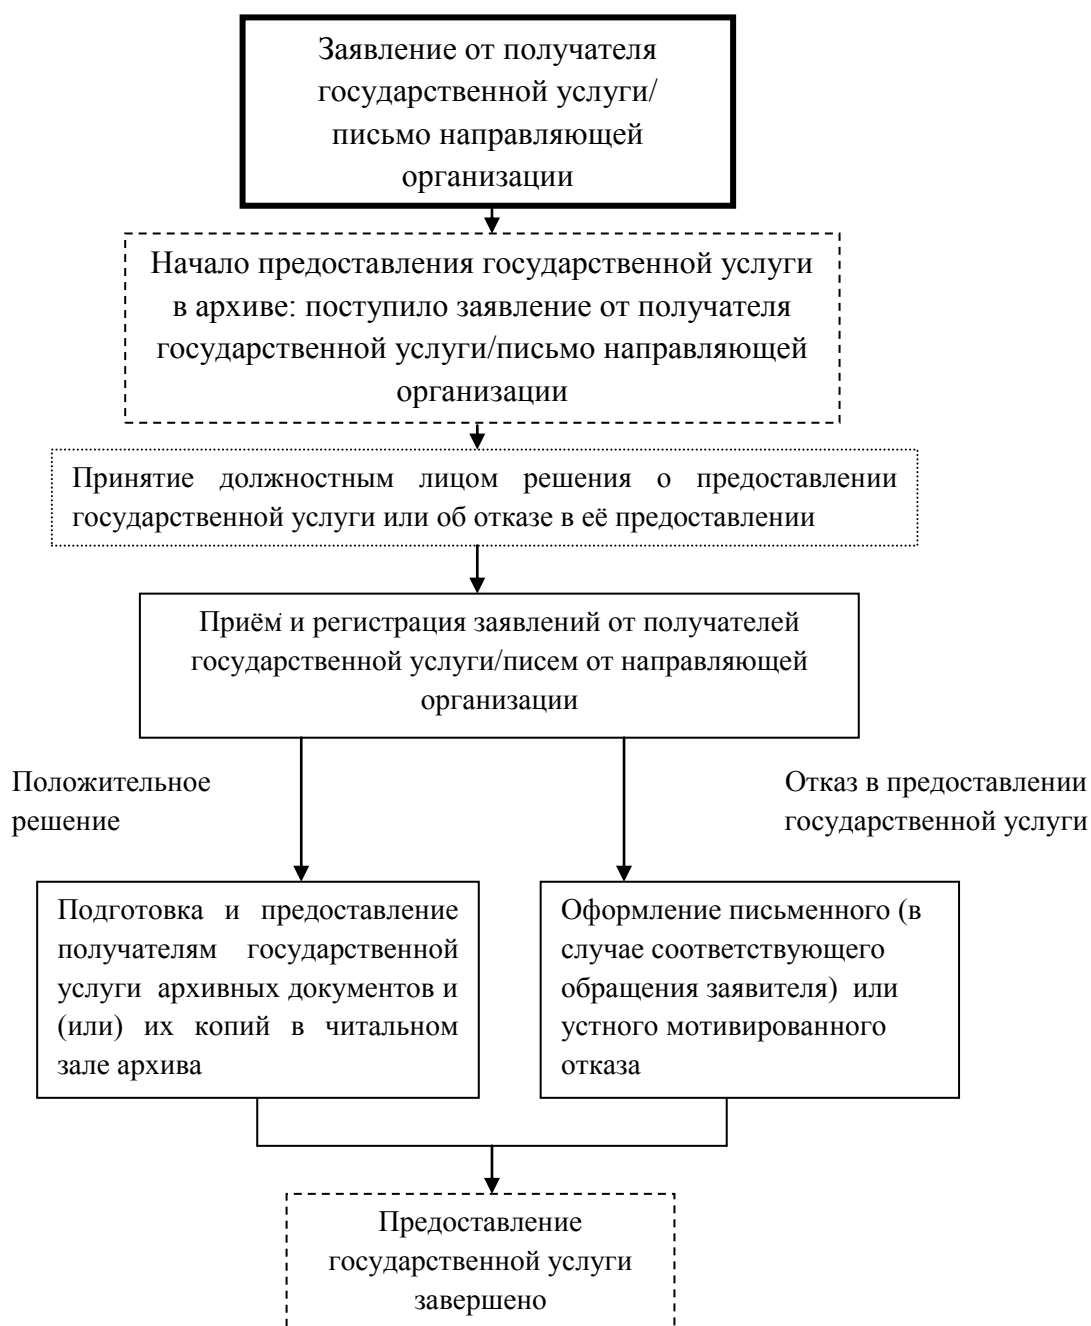 Заявление от получателя
государственной услуги/
письмо направляющей
организации
Начало предоставления государственной услуги
в архиве: поступило заявление от получателя
государственной услуги/письмо направляющей
организации
Принятие должностным лицом решения о предоставлении
государственной услуги или об отказе в её предоставлении
Приём и регистрация заявлений от получателей
государственной услуги/писем от направляющей
организации
Положительное
решение
Отказ в предоставлении
государственной услуги
Подготовка и предоставление
получателям государственной
услуги архивных документов и
(или) их копий в читальном
зале архива
Оформление письменного (в
случае соответствующего
обращения заявителя) или
устного мотивированного
отказа
Предоставление
государственной услуги
завершено